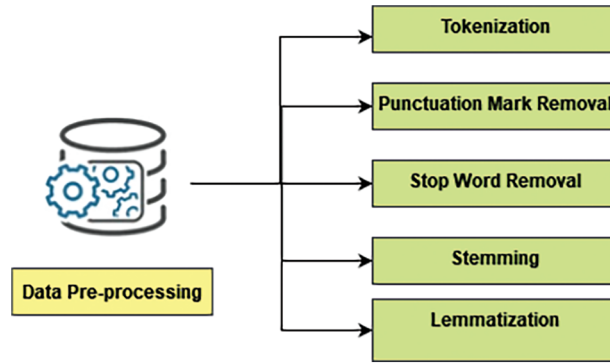 Tokenization
Punctuation Mark Removal
Stop Word Removal
Stemming
Lemmatization
Data Pre-processing